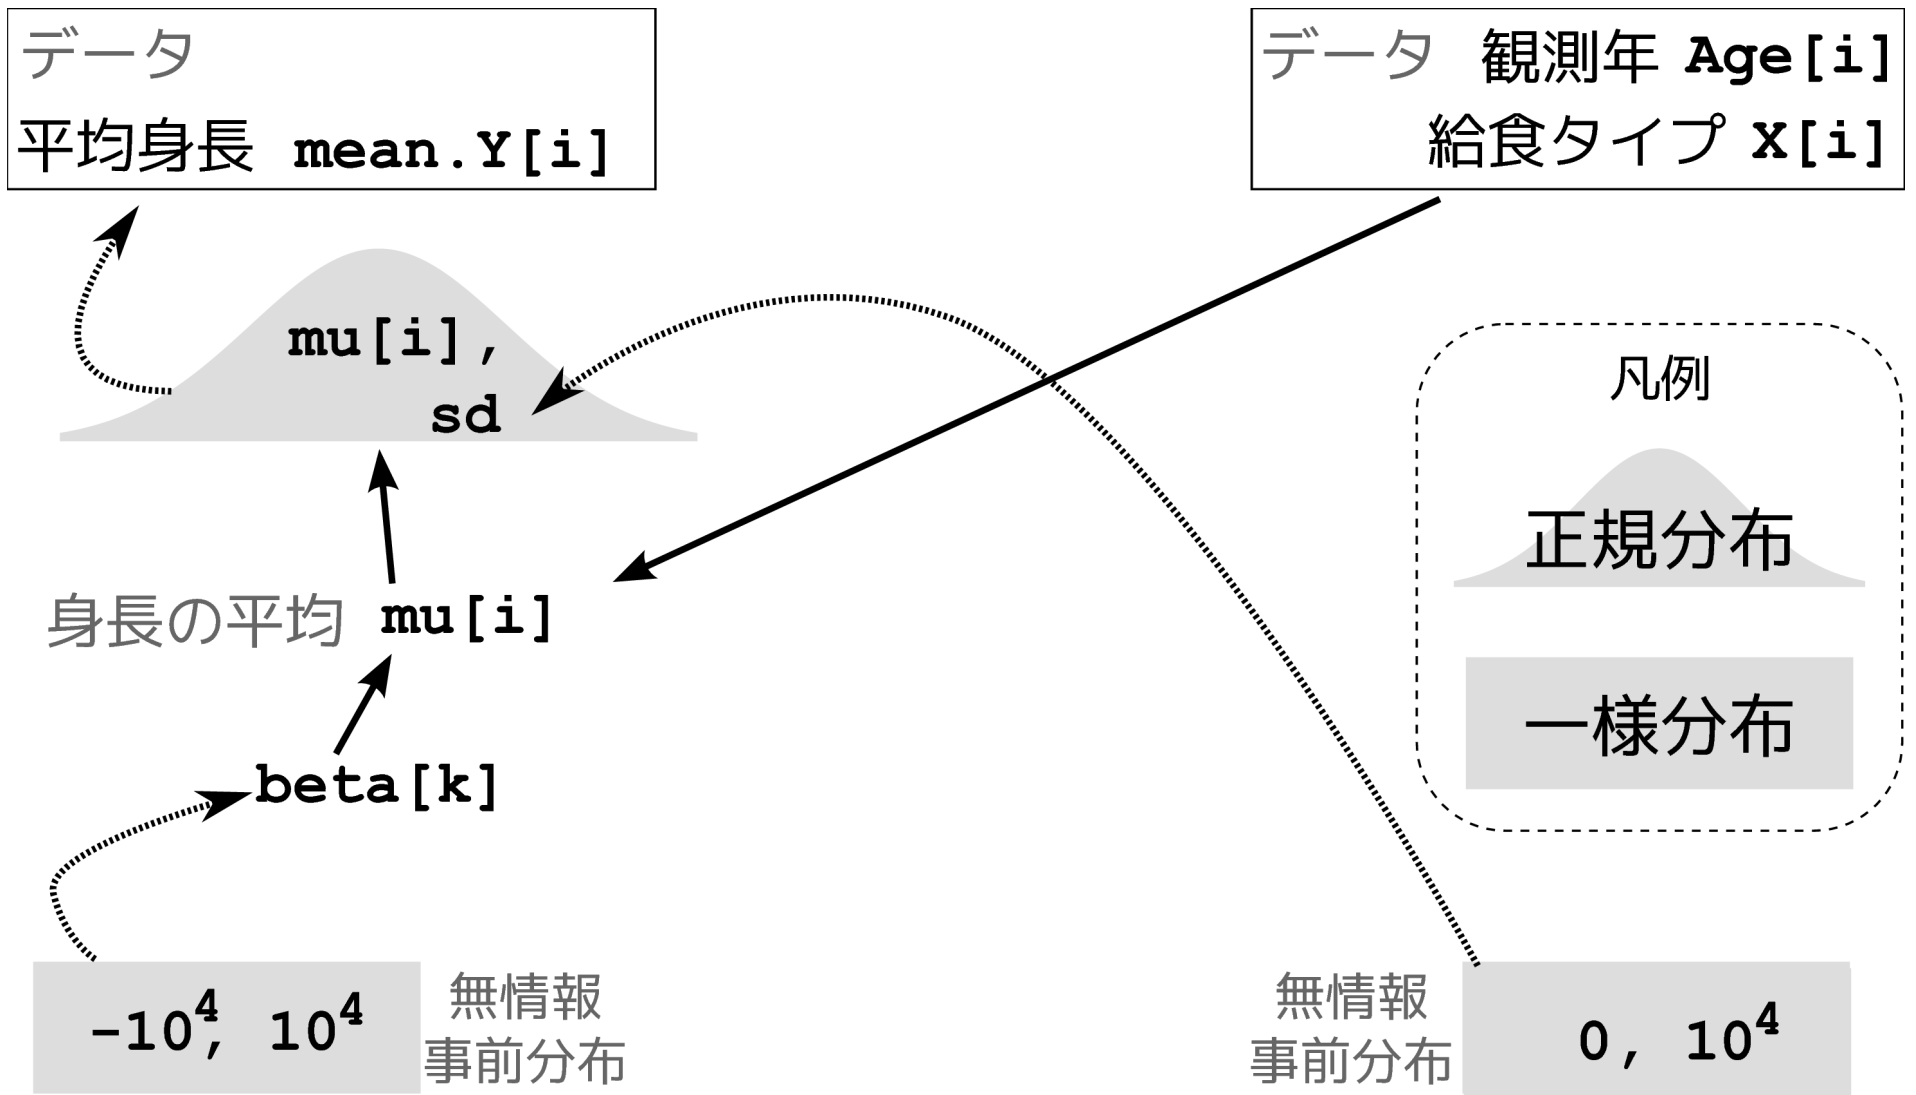 データ
平均身長 mean.Y[i]
データ 観測年 Age[i]
給食タイプ X[i]
mu[i],
sd
凡例
正規分布
一様分布
身長の平均 mu[i]
beta[k]
-10⁴, 10⁴
無情報
事前分布
無情報
事前分布
0, 10⁴